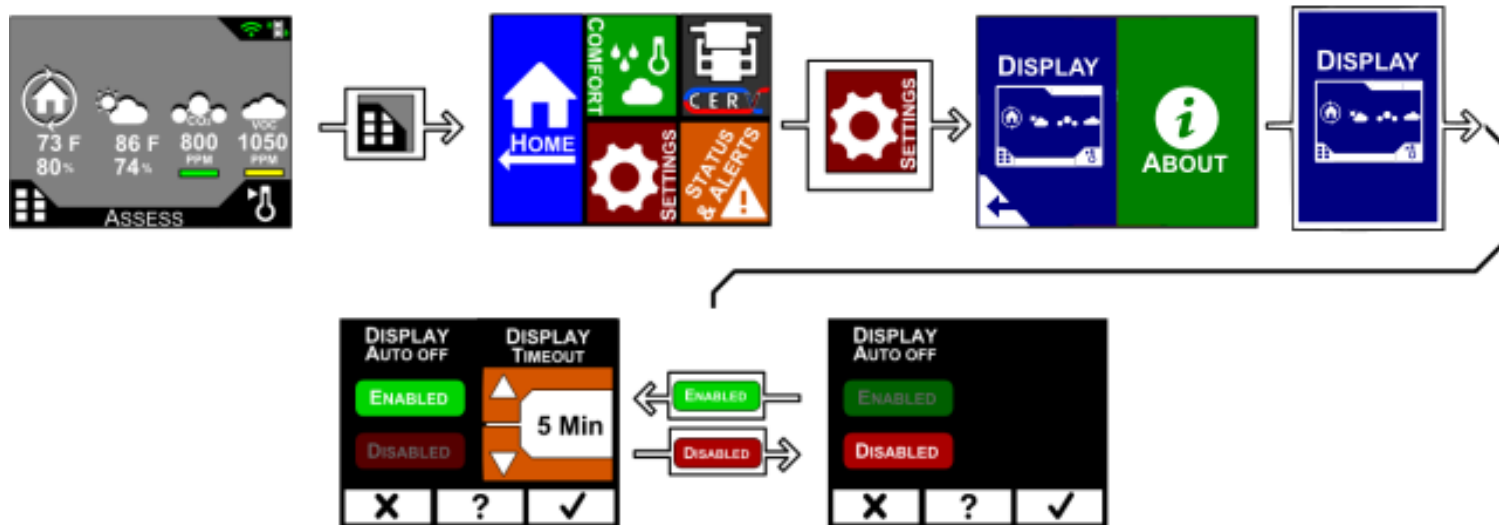 73 F
80%
86 F
74%
CO₂
800
PPM
VOC
1050
PPM
ASSESS
HOME
COMFORT
CERV
SETTINGS
STATUS
& ALERTS
SETTINGS
DISPLAY
ABOUT
DISPLAY
DISPLAY
AUTO OFF
ENABLED
DISABLED
DISPLAY
TIMEOUT
5 Min
X
?
✓
ENABLED
DISABLED
DISPLAY
AUTO OFF
ENABLED
DISABLED
X
?
✓